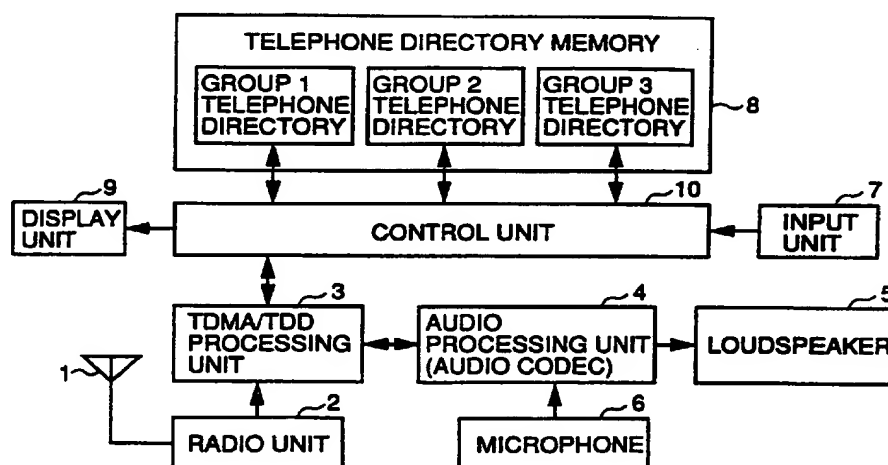 TELEPHONE DIRECTORY MEMORY
GROUP 1
TELEPHONE
DIRECTORY
GROUP 2
TELEPHONE
DIRECTORY
GROUP 3
TELEPHONE
DIRECTORY
8
9
DISPLAY
UNIT
10
CONTROL UNIT
7
INPUT
UNIT
3
TDMA/TDD
PROCESSING
UNIT
4
AUDIO
PROCESSING UNIT
(AUDIO CODEC)
5
LOUDSPEAKER
1
2
RADIO UNIT
6
MICROPHONE